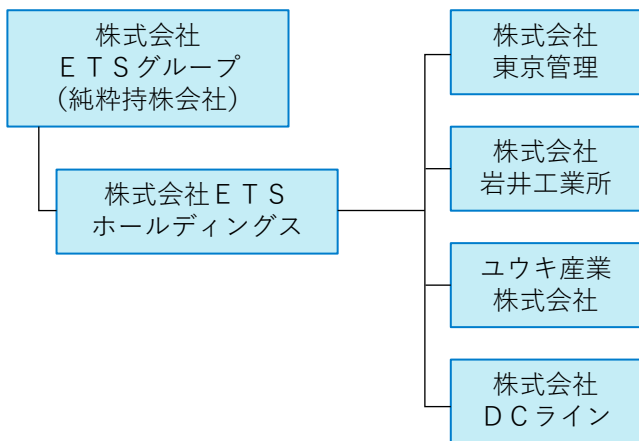 株式会社
ＥＴＳグループ
（純粋持株会社）
株式会社ＥＴＳ
ホールディングス
株式会社
東京管理
株式会社
岩井工業所
ユウキ産業
株式会社
株式会社
ＤＣライン